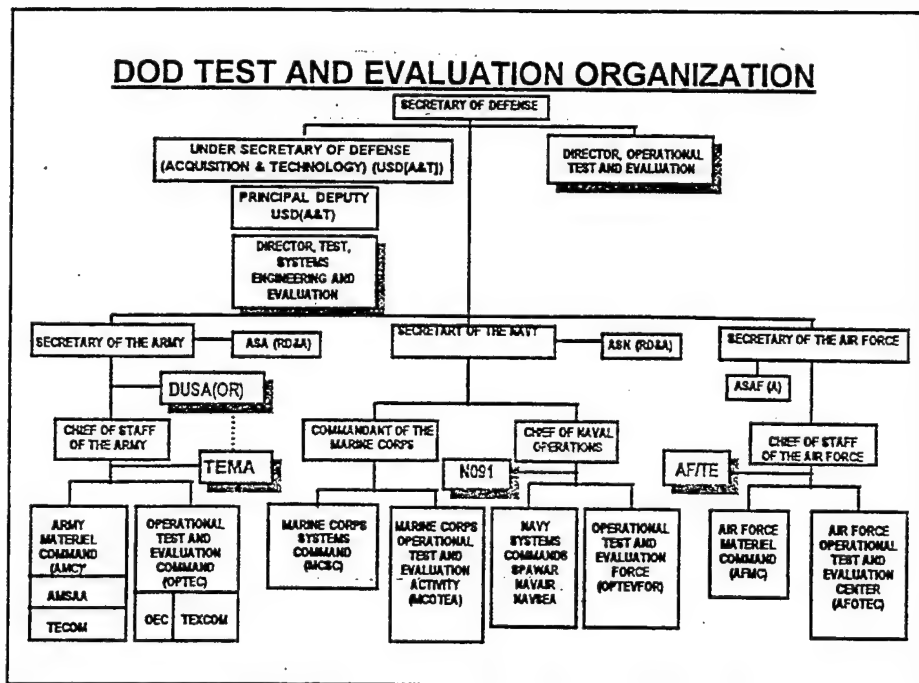 DOD TEST AND EVALUATION ORGANIZATION
SECRETARY OF DEFENSE
UNDER SECRETARY OF DEFENSE
(ACQUISITION & TECHNOLOGY) (USD[A&T])
DIRECTOR, OPERATIONAL
TEST AND EVALUATION
PRINCIPAL DEPUTY
USD(A&T)
DIRECTOR, TEST,
SYSTEMS
ENGINEERING AND
EVALUATION
SECRETARY OF THE ARMY
ASA (RD&A)
SECRETARY OF THE NAVY
ASN (RD&A)
SECRETARY OF THE AIR FORCE
ASAF (A)
DUSA(OR)
CHIEF OF STAFF
OF THE ARMY
COMMANDANT OF THE
MARINE CORPS
CHIEF OF NAVAL
OPERATIONS
CHIEF OF STAFF
OF THE AIR FORCE
TEMA
N091
AF/TE
ARMY
MATERIEL
COMMAND
(AMC)
AMSAA
TECOM
OPERATIONAL
TEST AND
EVALUATION
COMMAND
(OPTEC)
OEC
TEXCOM
MARINE CORPS
SYSTEMS
COMMAND
(MCSC)
MARINE CORPS
OPERATIONAL
TEST AND
EVALUATION
ACTIVITY
(MCOTEA)
NAVY
SYSTEMS
COMMANDS
SPAWAR
NAVAIR
NAVSEA
OPERATIONAL
TEST AND
EVALUATION
FORCE
(OPTEVFOR)
AIR FORCE
MATERIEL
COMMAND
(AFMC)
AIR FORCE
OPERATIONAL
TEST AND
EVALUATION
CENTER
(AFOTEC)